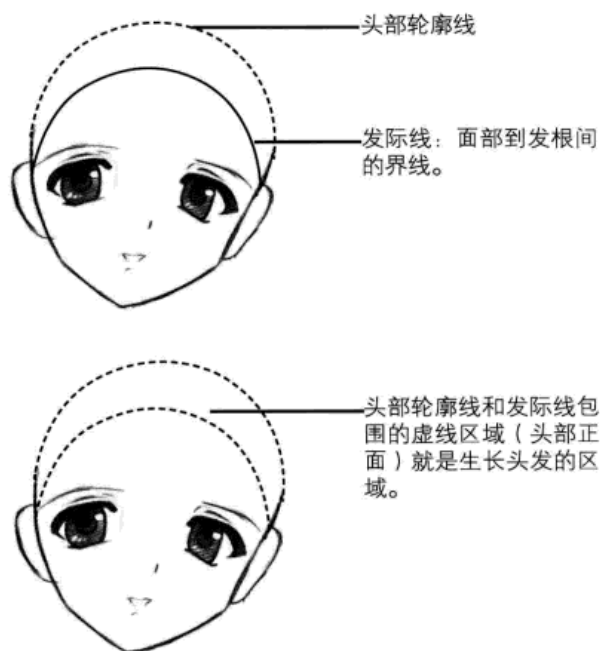 头部轮廓线
发际线：面部到发根间
的界线。
头部轮廓线和发际线包
围的虚线区域（头部正
面）就是生长头发的区
域。